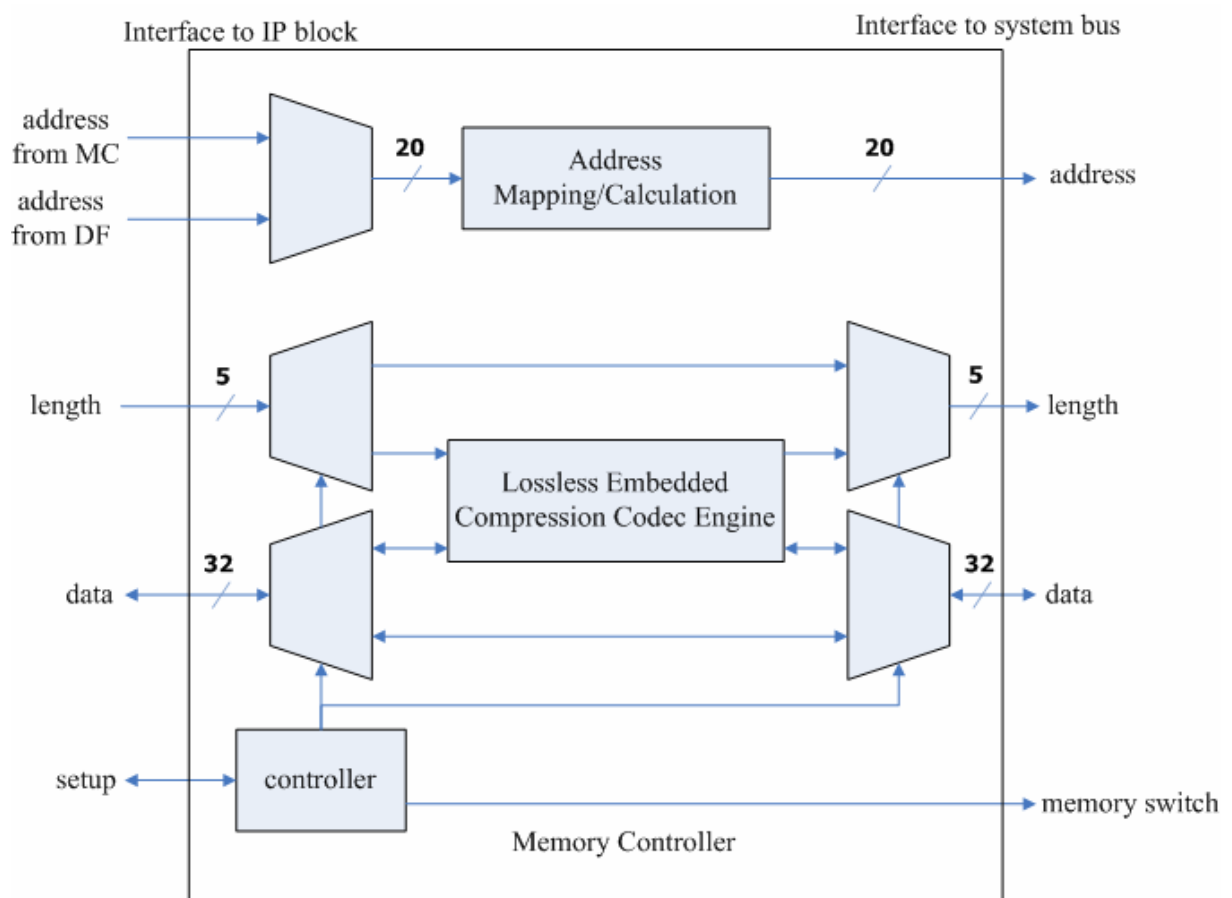 Interface to IP block
Interface to system bus
address
from MC
20
Address
Mapping/Calculation
20
address
address
from DF
5
length
5
length
Lossless Embedded
Compression Codec Engine
32
data
32
data
setup
controller
memory switch
Memory Controller